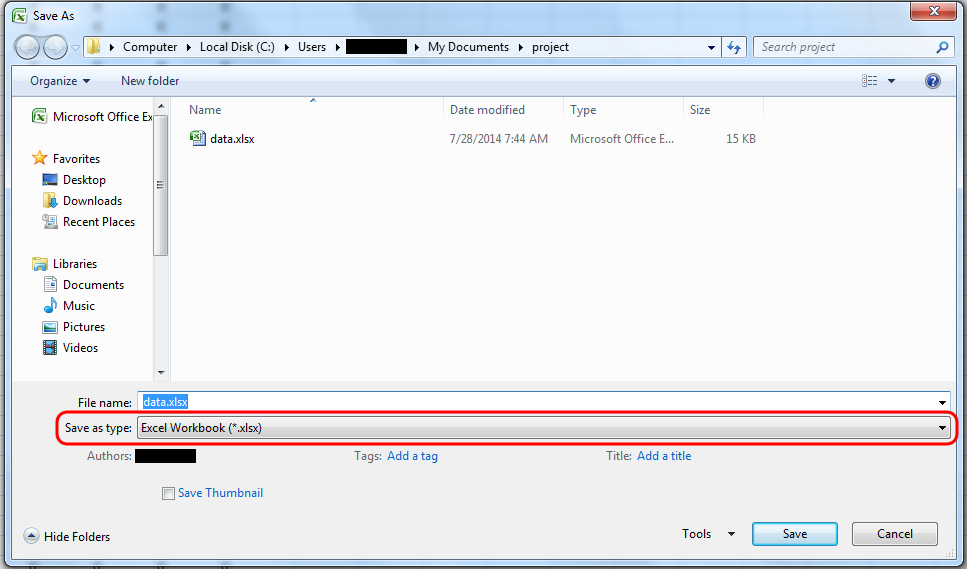 Save As
Computer Local Disk (C:) Users My Documents project Search project
Organize New folder
Name Date modified Type Size
data.xlsx 7/28/2014 7:44 AM Microsoft Office E... 15 KB
Microsoft Office Ex
Favorites
Desktop
Downloads
Recent Places
Libraries
Documents
Music
Pictures
Videos
File name: data.xlsx
Save as type: Excel Workbook (*.xlsx)
Authors: Tags: Add a tag Title: Add a title
Save Thumbnail
Hide Folders Tools Save Cancel